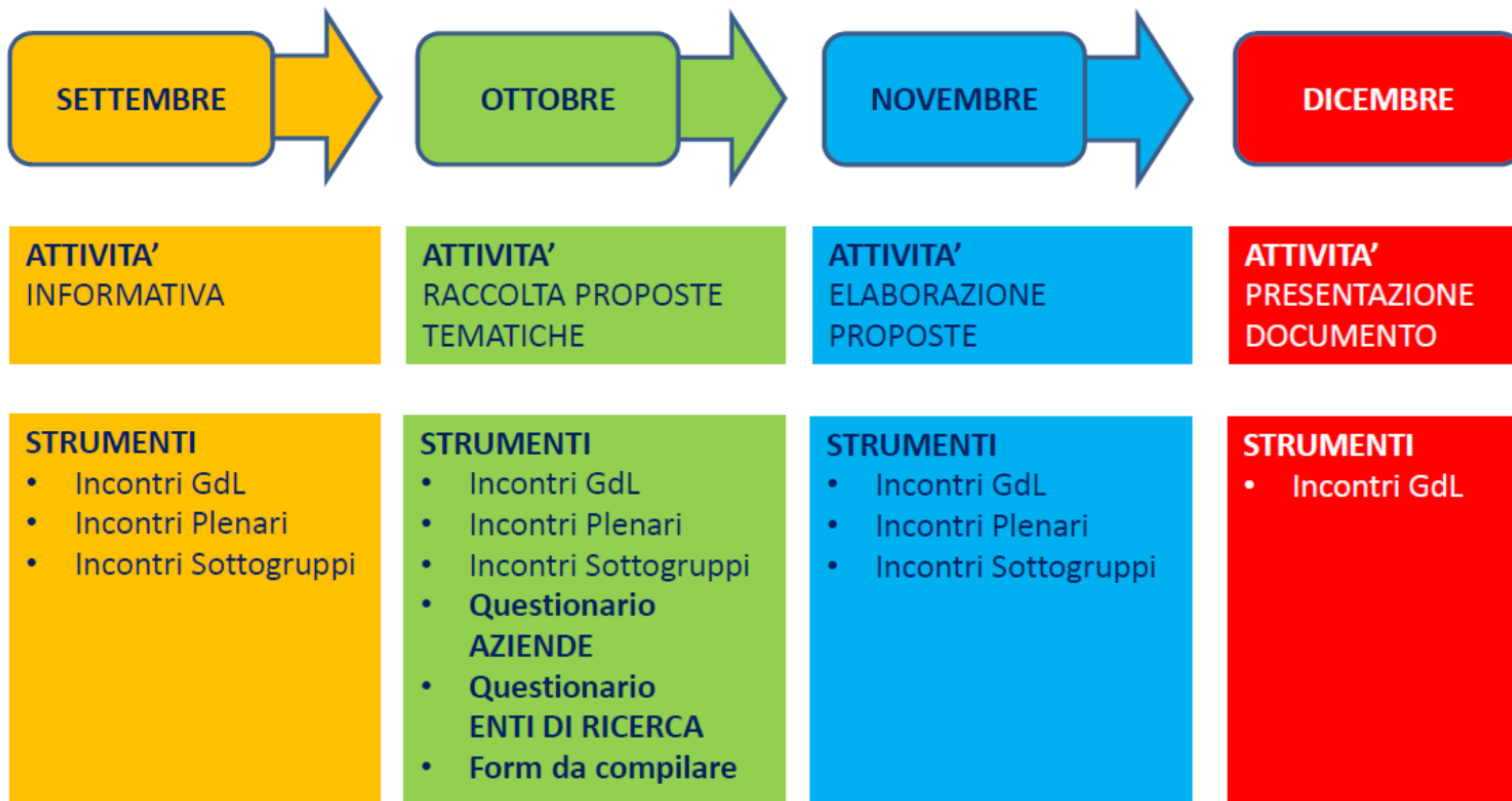 SETTEMBRE
OTTOBRE
NOVEMBRE
DICEMBRE
ATTIVITA’
INFORMATIVA
ATTIVITA’
RACCOLTA PROPOSTE
TEMATICHE
ATTIVITA’
ELABORAZIONE
PROPOSTE
ATTIVITA’
PRESENTAZIONE
DOCUMENTO
STRUMENTI
• Incontri GdL
• Incontri Plenari
• Incontri Sottogruppi
STRUMENTI
• Incontri GdL
• Incontri Plenari
• Incontri Sottogruppi
• Questionario
AZIENDE
• Questionario
ENTI DI RICERCA
• Form da compilare
STRUMENTI
• Incontri GdL
• Incontri Plenari
• Incontri Sottogruppi
STRUMENTI
• Incontri GdL